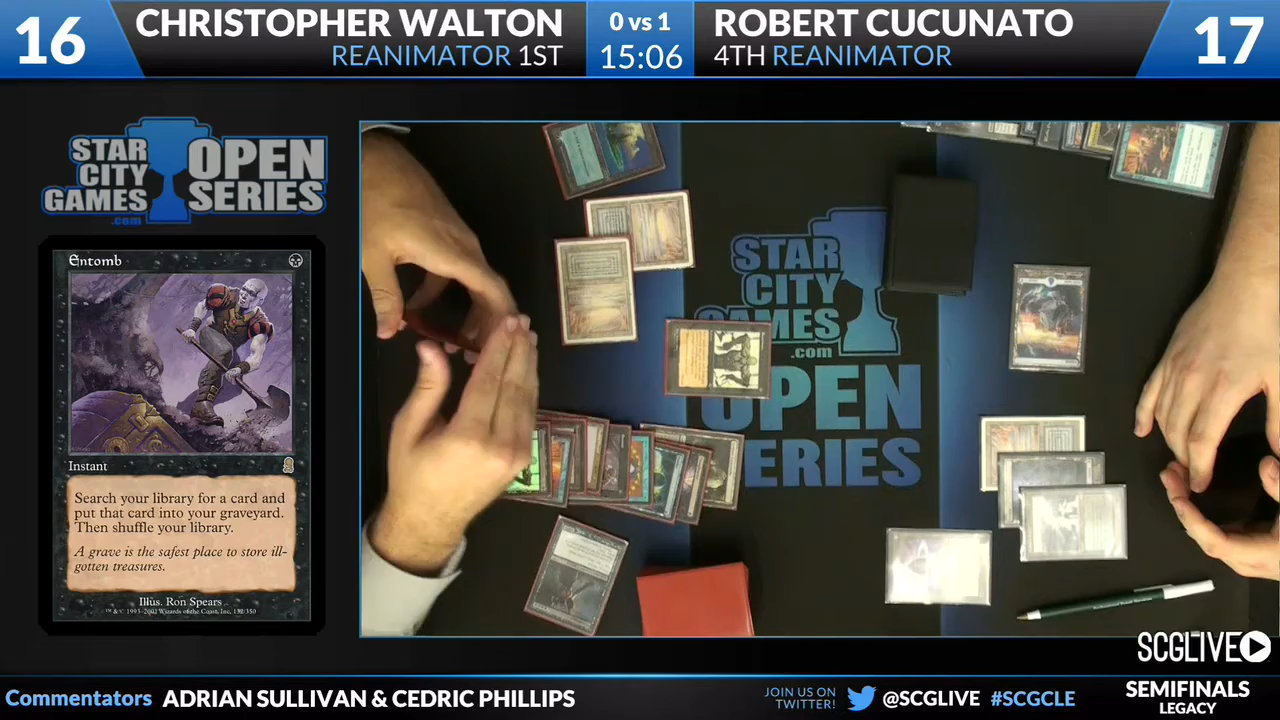 16
CHRISTOPHER WALTON
REANIMATOR 1ST
0 vs 1
15:06
ROBERT CUCUNATO
4TH REANIMATOR
17
STAR
CITY
GAMES
.com
OPEN
SERIES
Entomb
Instant
Search your library for a card and
put that card into your graveyard.
Then shuffle your library.
A grave is the safest place to store ill-
gotten treasures.
Illus. Ron Spears
STAR
CITY
GAMES
.com
OPEN
SERIES
SCGLIVE
Commentators ADRIAN SULLIVAN & CEDRIC PHILLIPS
JOIN US ON
TWITTER!
@SCGLIVE #SCGCLE
SEMIFINALS
LEGACY